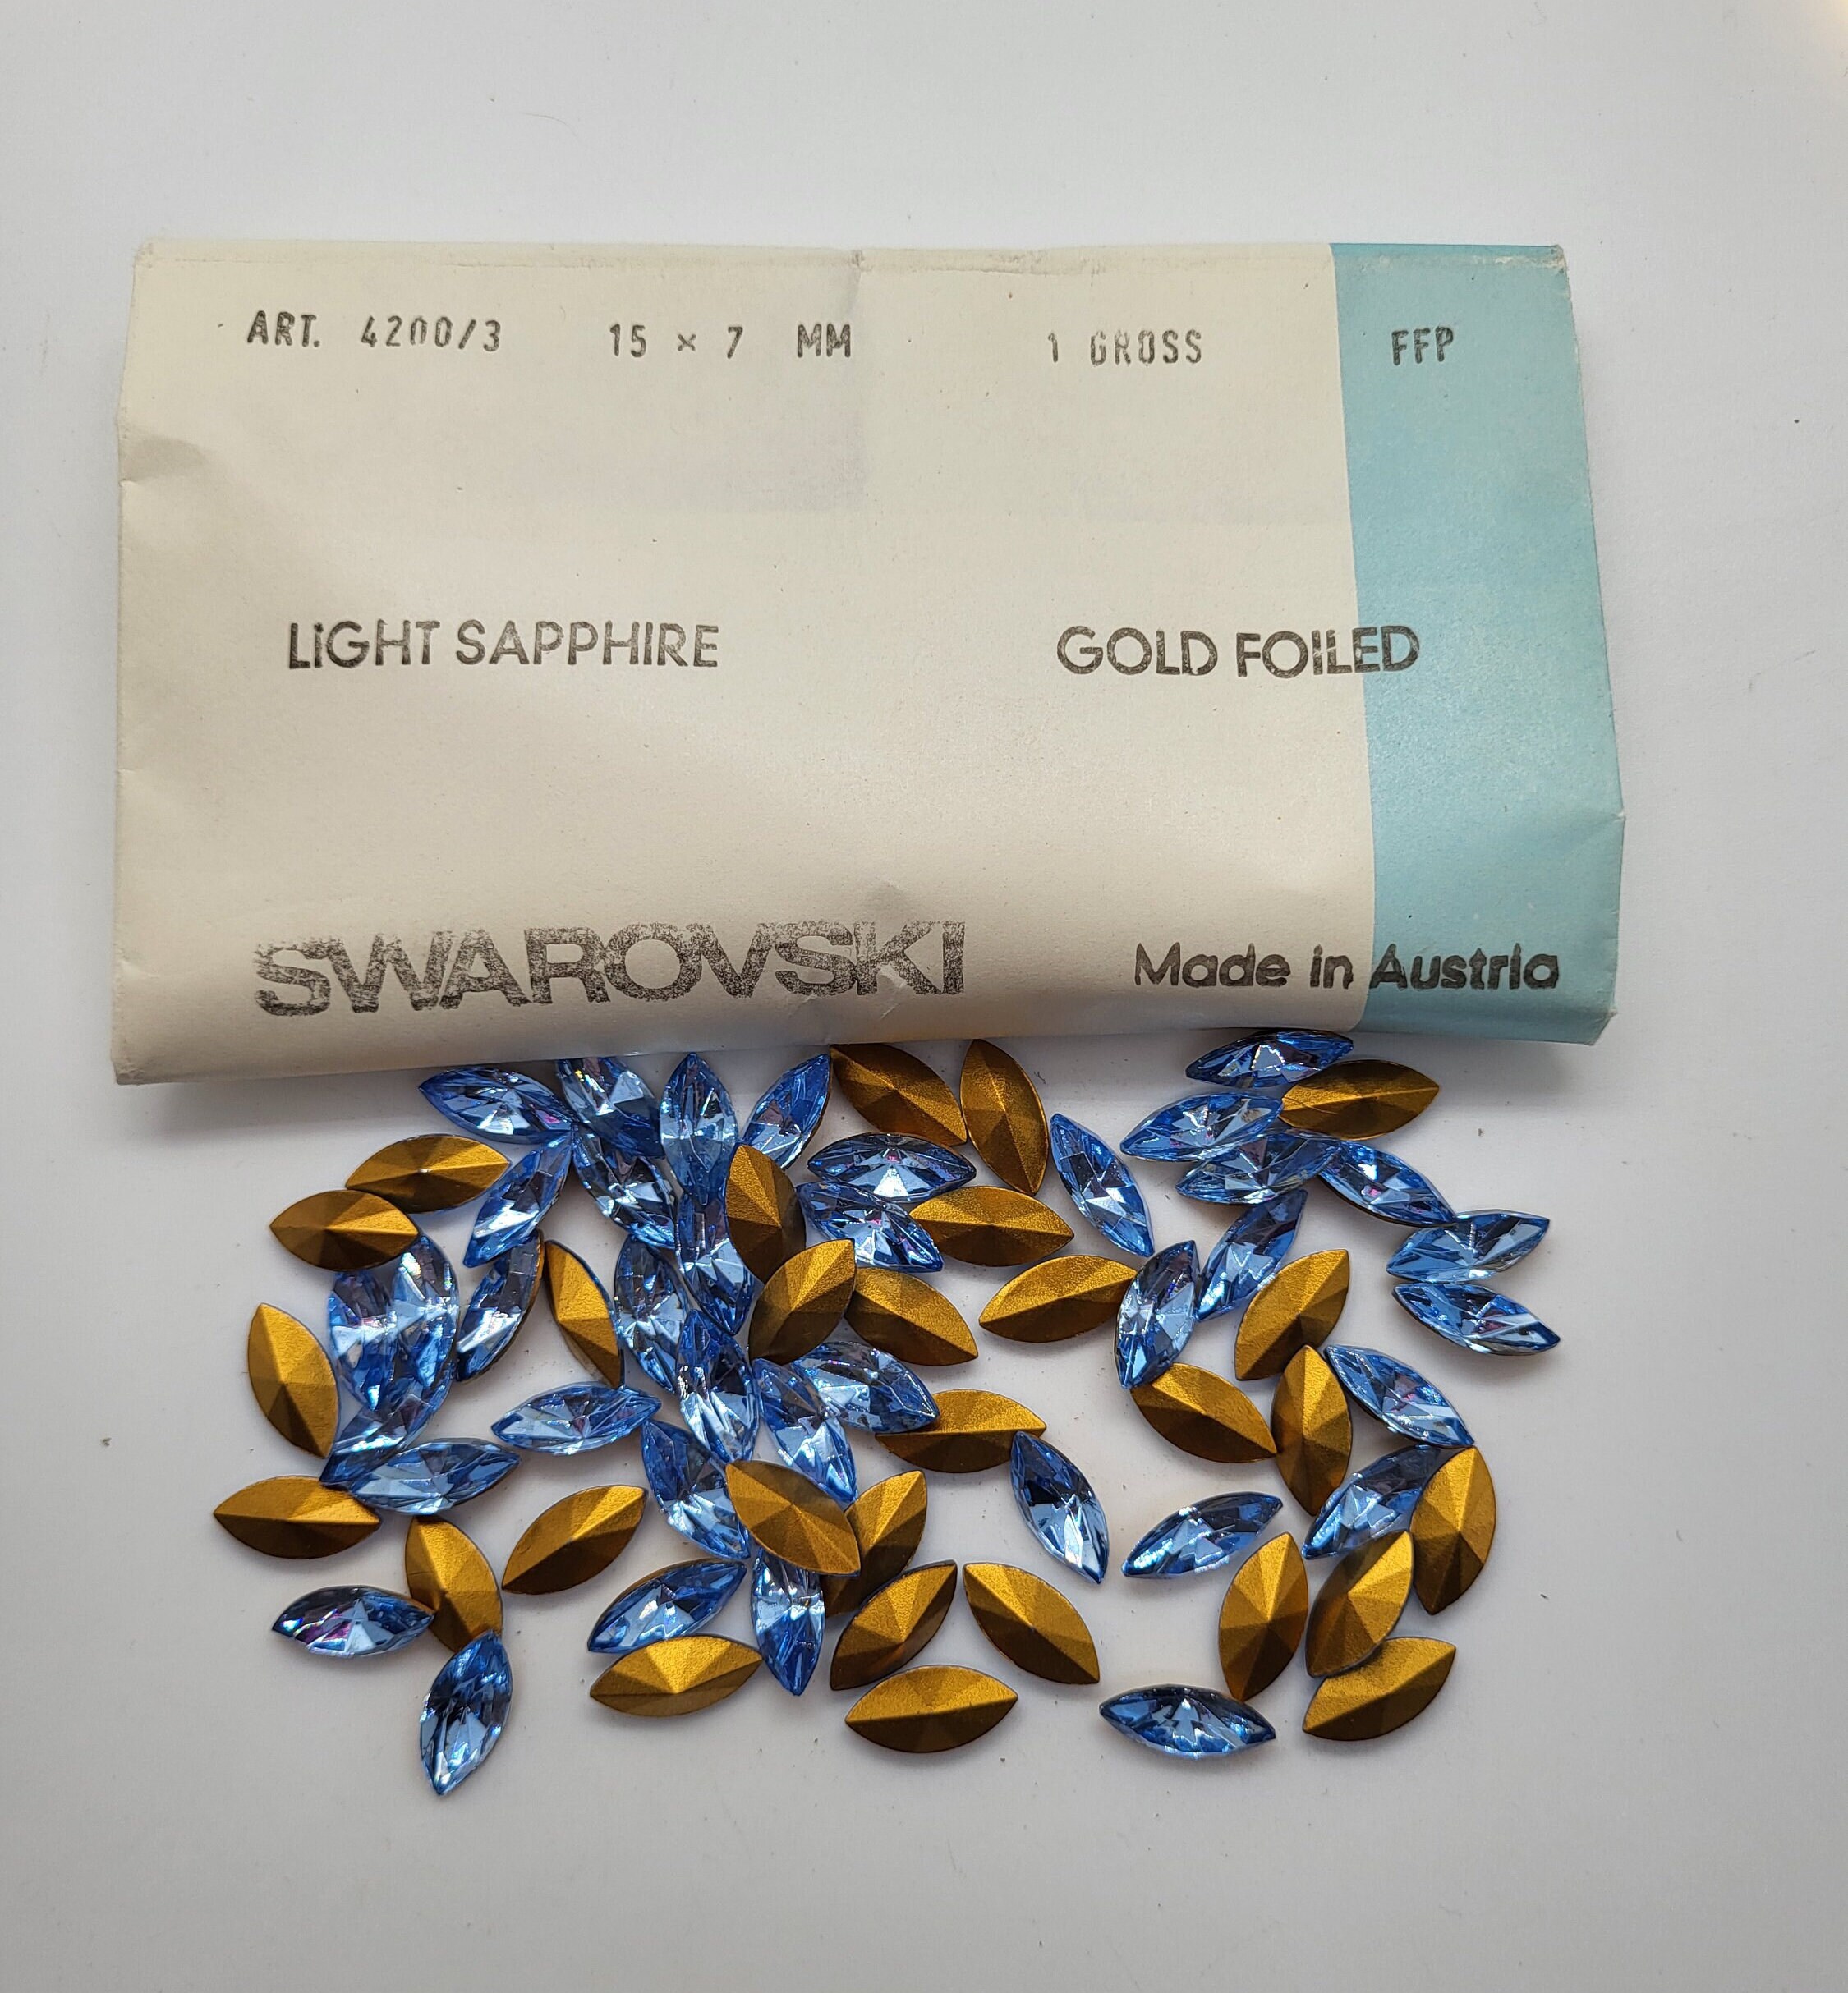 ART. 4200/3 15 × 7 MM 1 GROSS FFP
LiGHT SAPPHIRE GOLD FOILED
SWAROVSKI Made in Austria